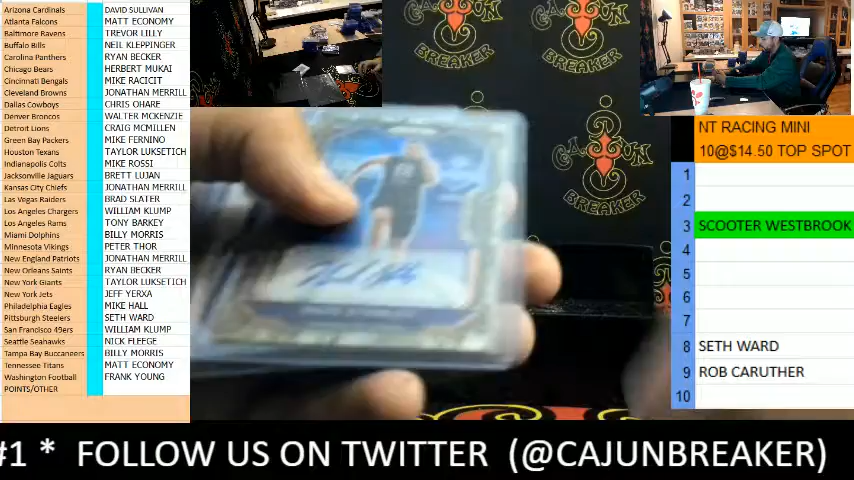 Arizona Cardinals DAVID SULLIVAN
Atlanta Falcons MATT ECONOMY
Baltimore Ravens TREVOR LILLY
Buffalo Bills NEIL KLEPPINGER
Carolina Panthers RYAN BECKER
Chicago Bears HERBERT MUKAI
Cincinnati Bengals MIKE RACICIT
Cleveland Browns JONATHAN MERRILL
Dallas Cowboys CHRIS OHARE
Denver Broncos WALTER MCKENZIE
Detroit Lions CRAIG MCMILLEN
Green Bay Packers MIKE FERNINO
Houston Texans TAYLOR LUKSETICH
Indianapolis Colts MIKE ROSSI
Jacksonville Jaguars BRETT LUJAN
Kansas City Chiefs JONATHAN MERRILL
Las Vegas Raiders BRAD SLATER
Los Angeles Chargers WILLIAM KLUMP
Los Angeles Rams TONY BARKEY
Miami Dolphins BILLY MORRIS
Minnesota Vikings PETER THOR
New England Patriots JONATHAN MERRILL
New Orleans Saints RYAN BECKER
New York Giants TAYLOR LUKSETICH
New York Jets JEFF YERXA
Philadelphia Eagles MIKE HALL
Pittsburgh Steelers SETH WARD
San Francisco 49ers WILLIAM KLUMP
Seattle Seahawks NICK FLEEGE
Tampa Bay Buccaneers BILLY MORRIS
Tennessee Titans MATT ECONOMY
Washington Football FRANK YOUNG
POINTS/OTHER
CAJUN
BREAKER
BREAKER
CAJUN
BREAKER
NT RACING MINI
10@$14.50 TOP SPOT
1
2
3 SCOOTER WESTBROOK
4
5
6
7
8 SETH WARD
9 ROB CARUTHER
10
#1 * FOLLOW US ON TWITTER (@CAJUNBREAKER)